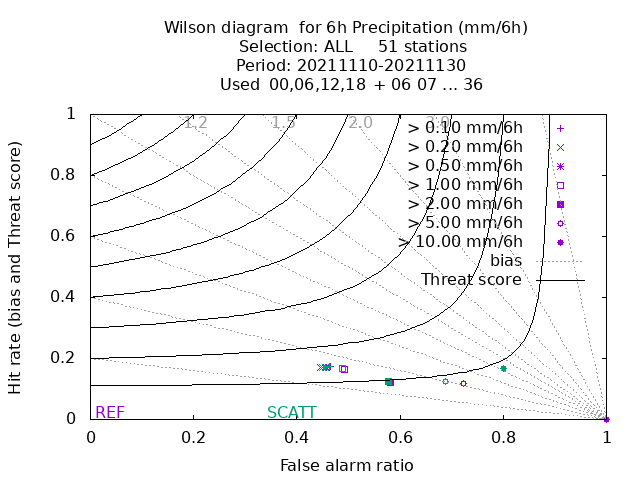 Wilson diagram  for 6h Precipitation (mm/6h)
Selection: ALL     51 stations
Period: 20211110-20211130
Used  00,06,12,18  + 06 07 ... 36
1.2 1.5 2.0 3.0
> 0.10 mm/6h
> 0.20 mm/6h
> 0.50 mm/6h
> 1.00 mm/6h
> 2.00 mm/6h
> 5.00 mm/6h
> 10.00 mm/6h
bias
Threat score
Hit rate (bias and Threat score)
1
0.8
0.6
0.4
0.2
0
REF SCATT
0 0.2 0.4 0.6 0.8 1
False alarm ratio